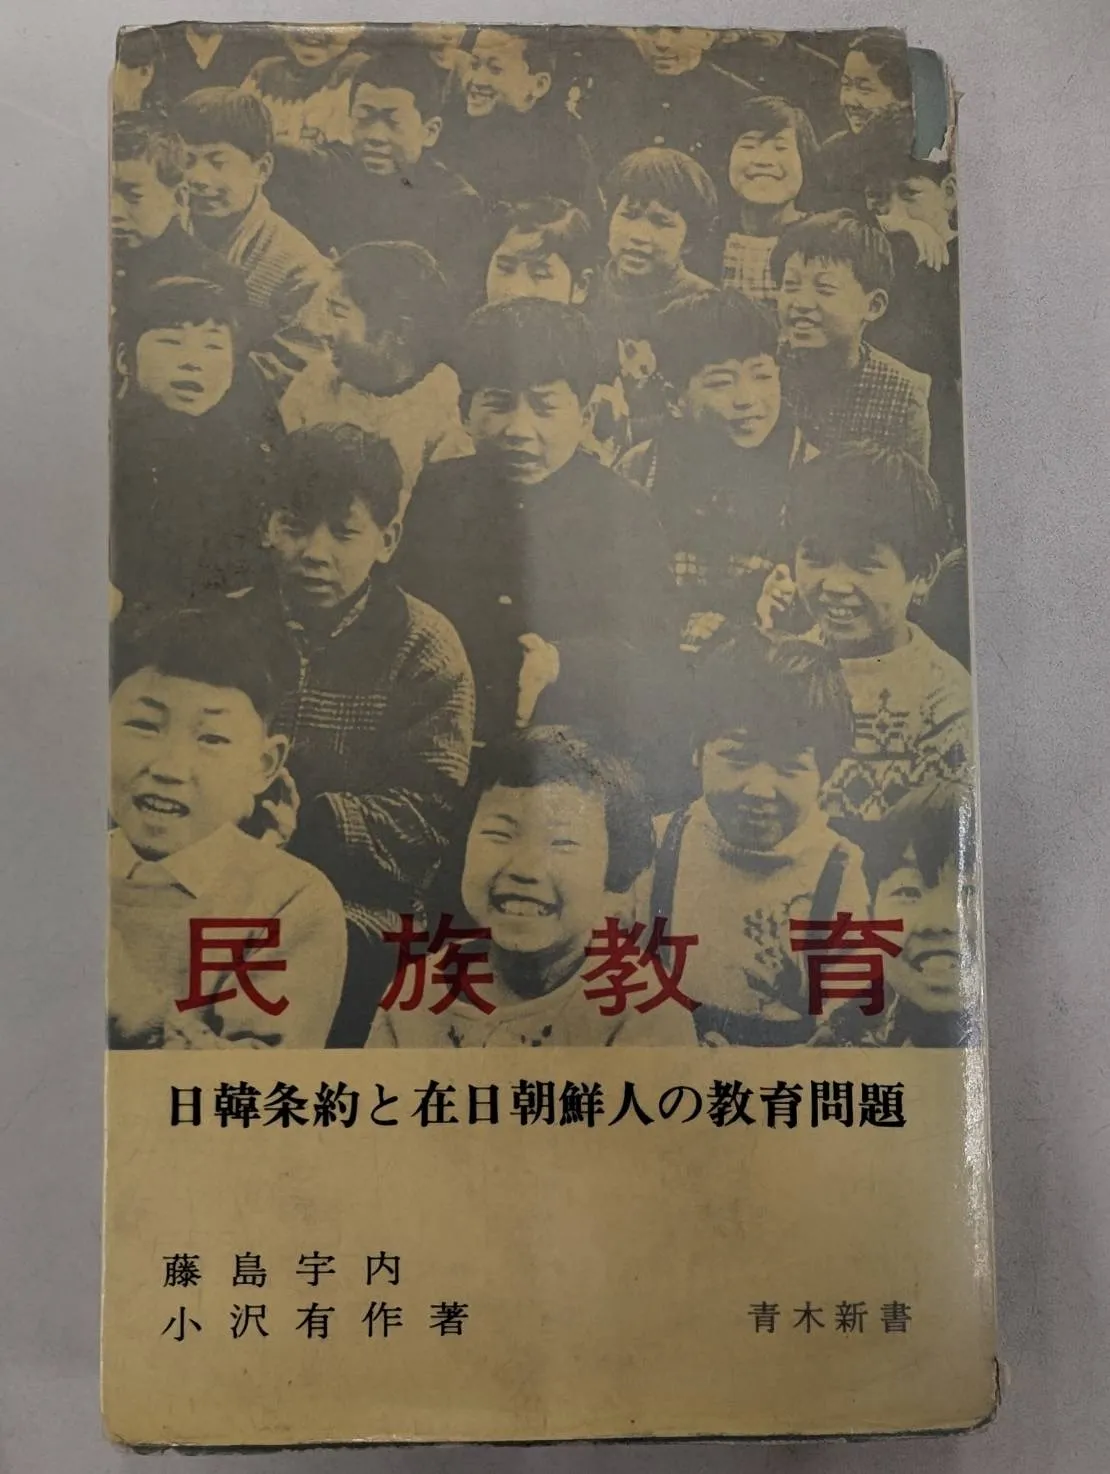 民族教育
日韓条約と在日朝鮮人の教育問題
藤島宇内
小沢有作著
青木新書